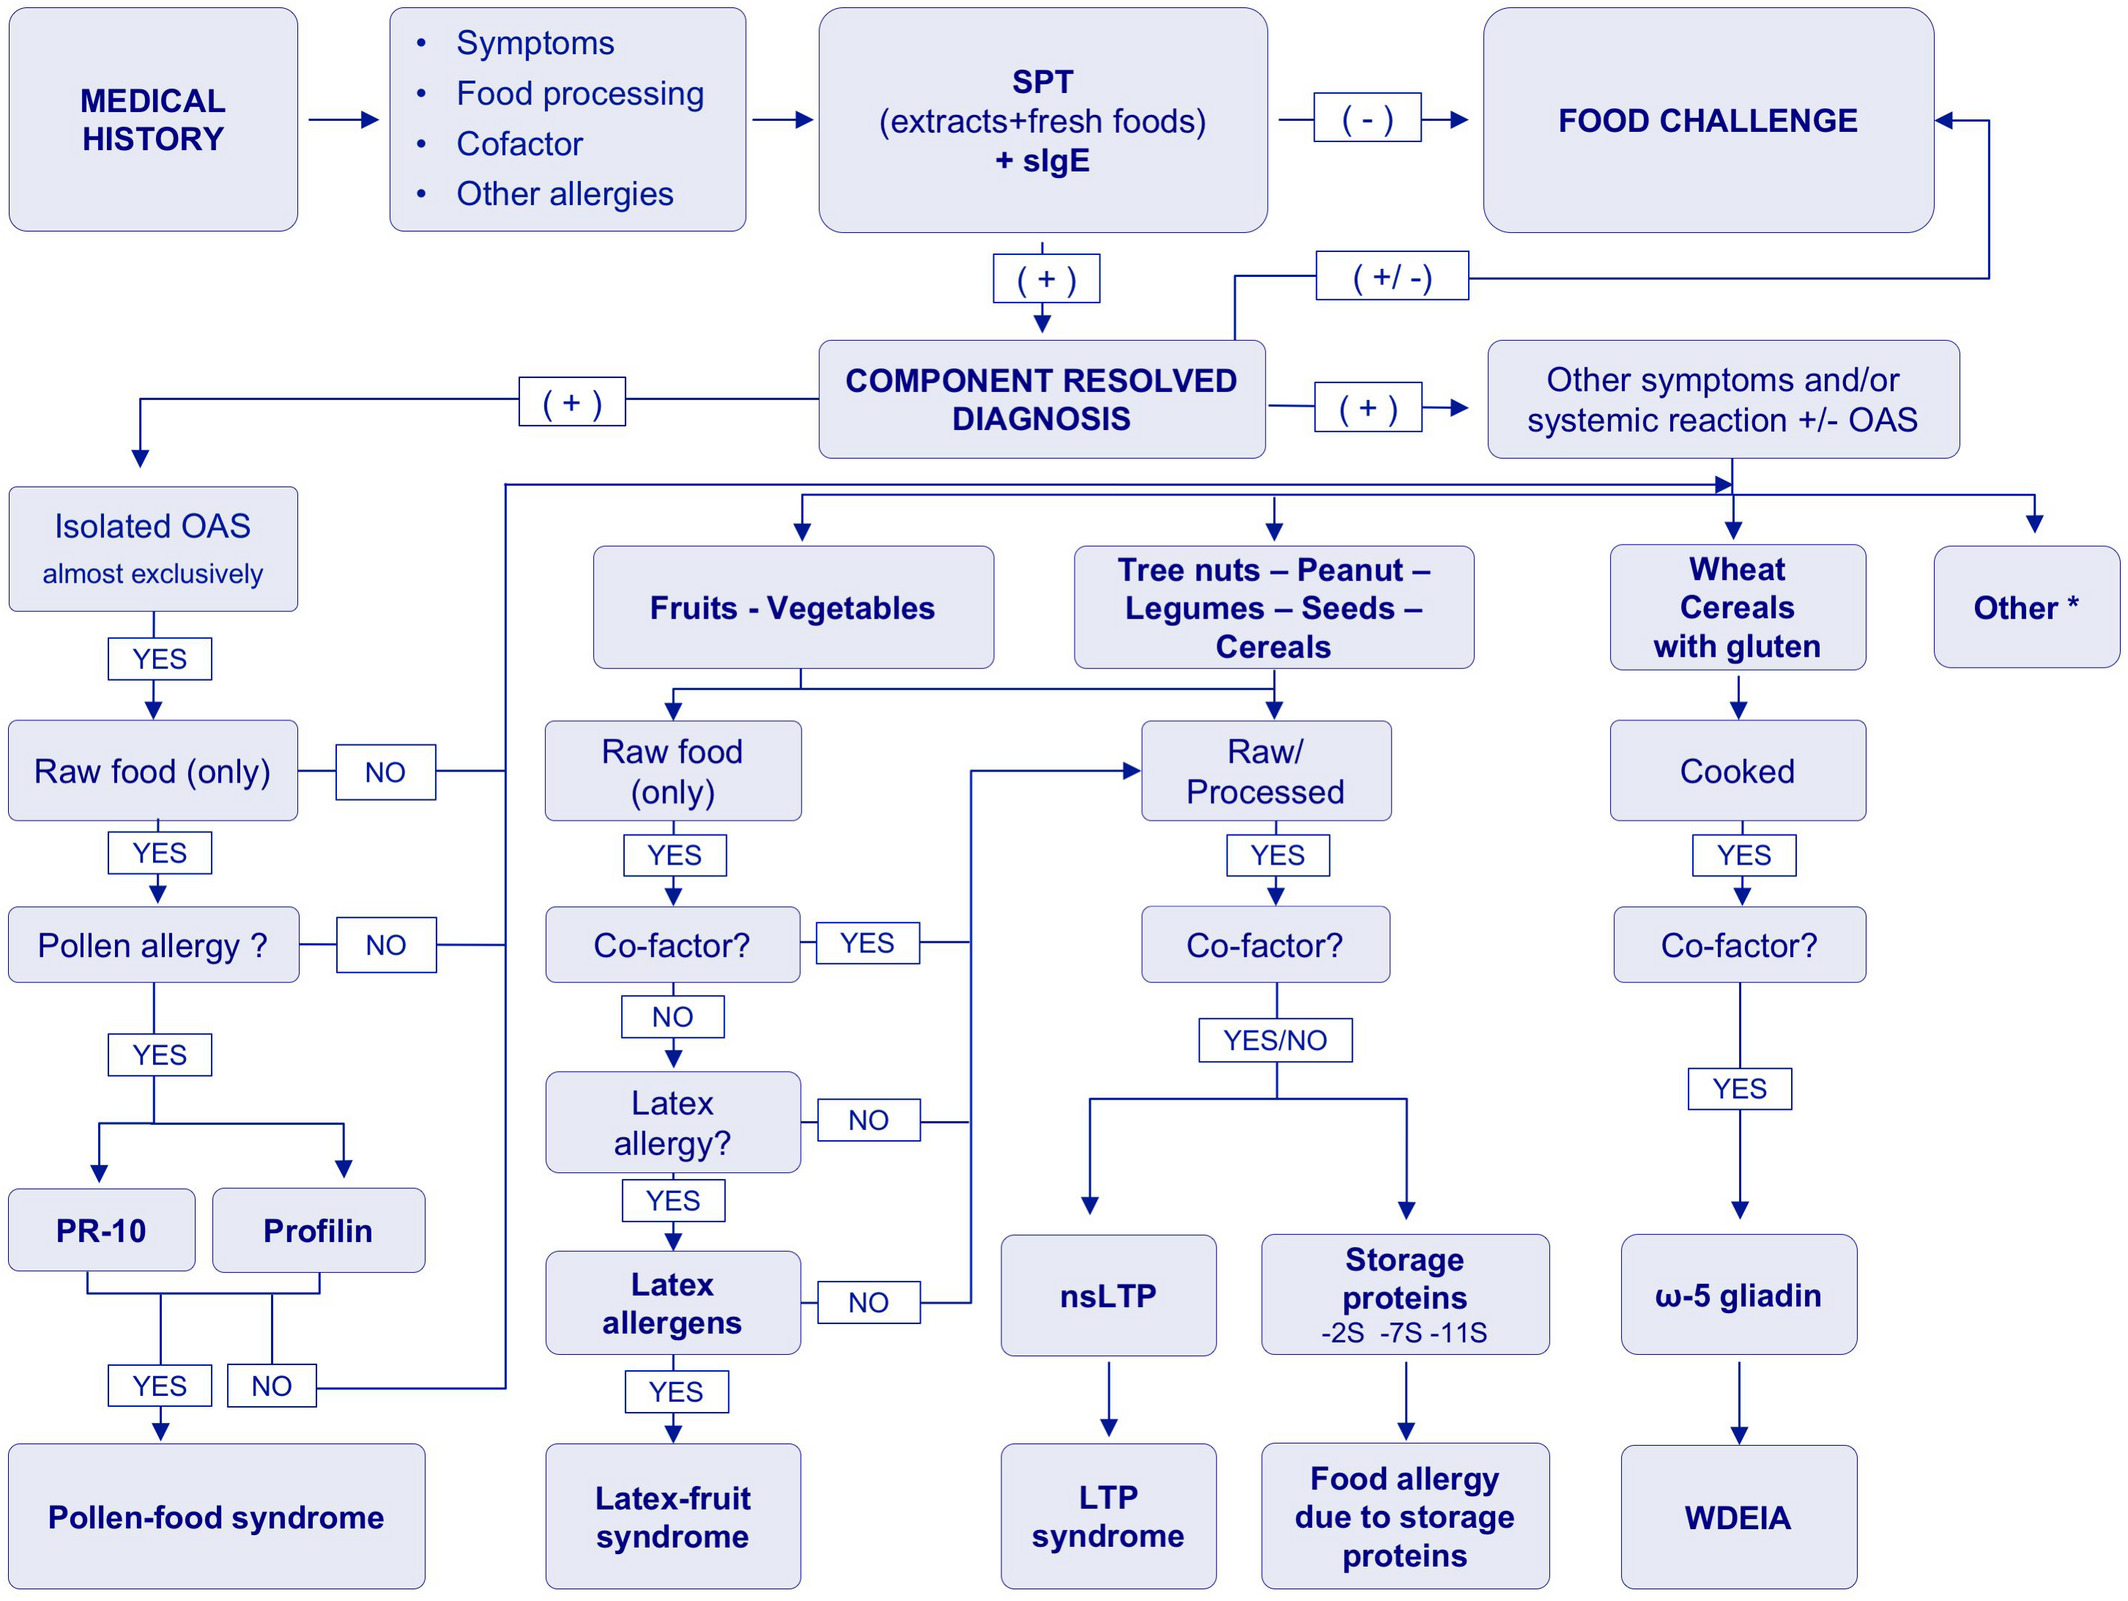 MEDICAL
HISTORY
• Symptoms
• Food processing
• Cofactor
• Other allergies
SPT
(extracts+fresh foods)
+ sIgE
( - )
FOOD CHALLENGE
( + )
( +/ -)
COMPONENT RESOLVED
DIAGNOSIS
( + )
( + )
Other symptoms and/or
systemic reaction +/- OAS
Isolated OAS
almost exclusively
YES
Raw food (only)
NO
YES
Pollen allergy ?
NO
YES
PR-10
Profilin
YES
NO
Pollen-food syndrome
Fruits - Vegetables
Tree nuts – Peanut –
Legumes – Seeds –
Cereals
Wheat
Cereals
with gluten
Other *
Raw food
(only)
YES
Co-factor?
YES
NO
Latex
allergy?
NO
YES
Latex
allergens
NO
YES
Latex-fruit
syndrome
Raw/
Processed
YES
Co-factor?
YES/NO
nsLTP
Storage
proteins
-2S -7S -11S
LTP
syndrome
Food allergy
due to storage
proteins
Cooked
YES
Co-factor?
YES
ω-5 gliadin
WDEIA